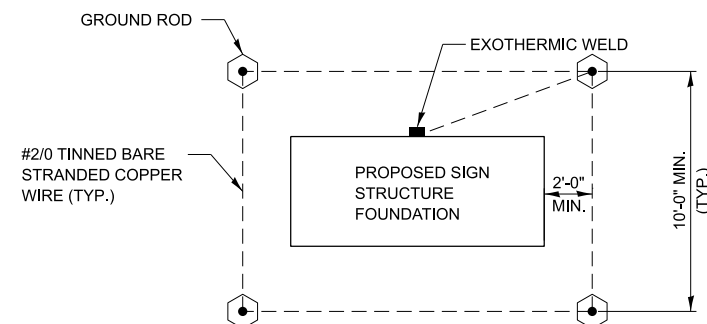 GROUND ROD
EXOTHERMIC WELD
#2/0 TINNED BARE
STRANDED COPPER
WIRE (TYP.)
PROPOSED SIGN
STRUCTURE
FOUNDATION
2'-0"
MIN.
10'-0" MIN.
(TYP.)